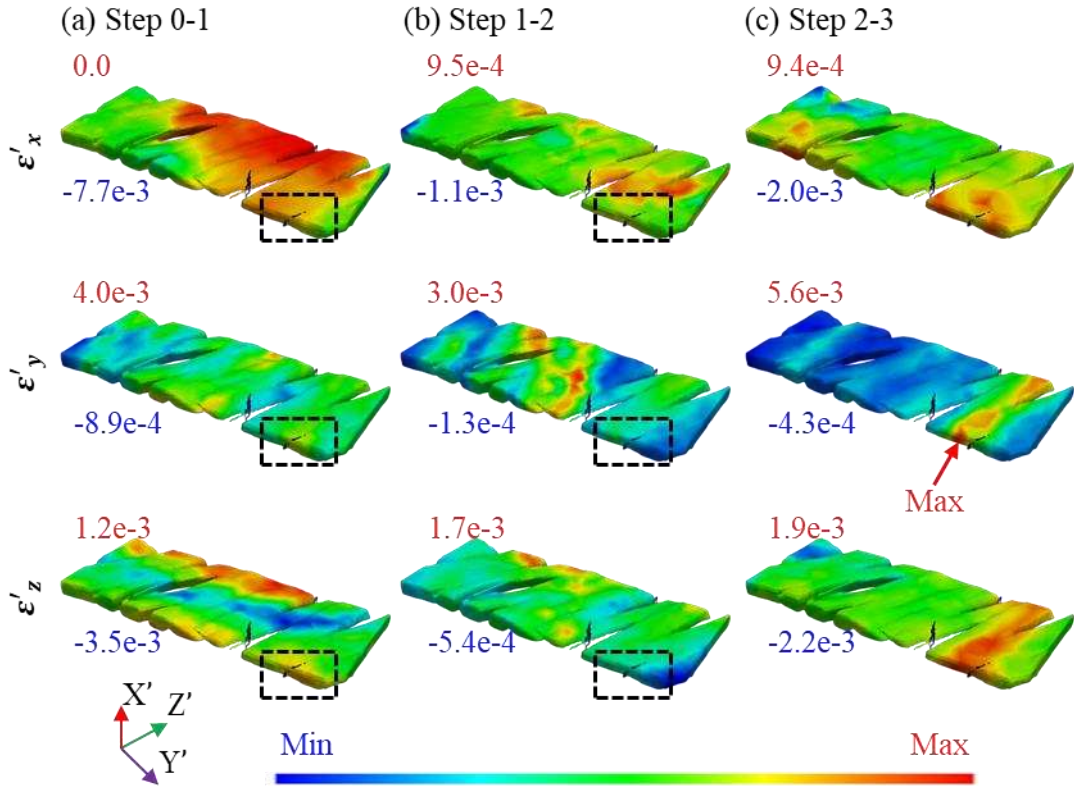 (a) Step 0-1
(b) Step 1-2
(c) Step 2-3
0.0
9.5e-4
9.4e-4
ε'x
-7.7e-3
-1.1e-3
-2.0e-3
4.0e-3
3.0e-3
5.6e-3
ε'y
-8.9e-4
-1.3e-4
-4.3e-4
Max
1.2e-3
1.7e-3
1.9e-3
ε'z
-3.5e-3
-5.4e-4
-2.2e-3
X’
Z’
Y’
Min
Max